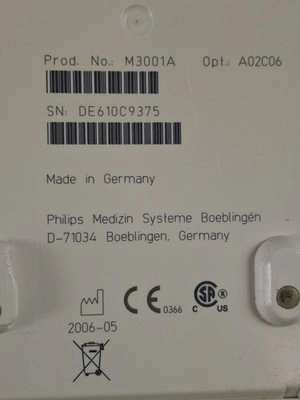 Prod. No.: M3001A Opt.: A02C06
SN: DE610C9375
Made in Germany
Philips Medizin Systeme Boeblingen
D-71034 Boeblingen, Germany
CE 0366
SA ®
C US
2006-05